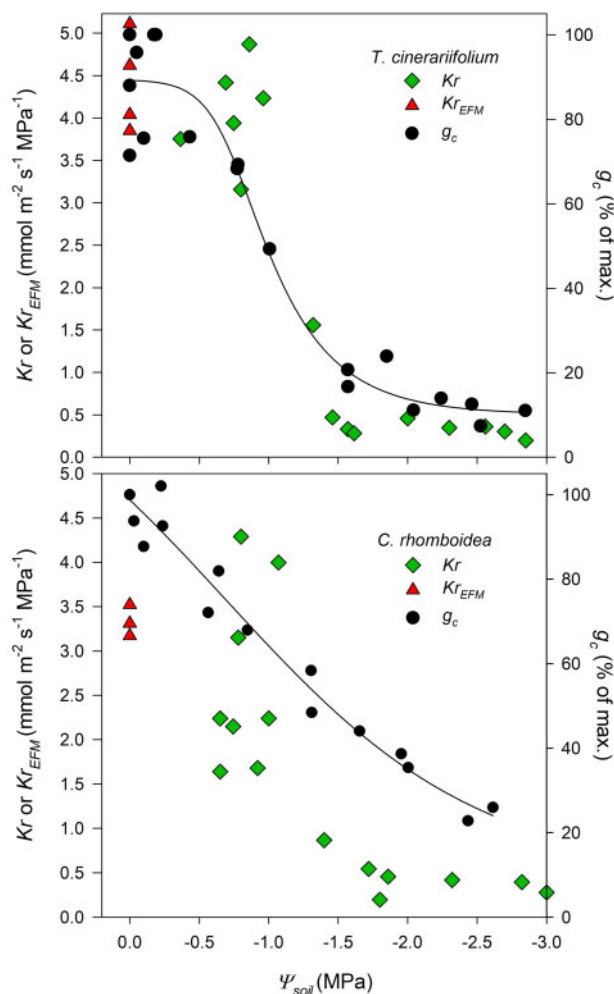 T. cinerariifolium
Kr
Kr_EFM
g_c
5.0
4.5
4.0
3.5
3.0
2.5
2.0
1.5
1.0
0.5
0.0
Kr or Kr_EFM (mmol m⁻² s⁻¹ MPa⁻¹)
100
80
60
40
20
0
g_c (% of max.)
C. rhomboidea
Kr
Kr_EFM
g_c
5.0
4.5
4.0
3.5
3.0
2.5
2.0
1.5
1.0
0.5
0.0
Kr or Kr_EFM (mmol m⁻² s⁻¹ MPa⁻¹)
100
80
60
40
20
0
g_c (% of max.)
0.0 -0.5 -1.0 -1.5 -2.0 -2.5 -3.0
Ψ_soil (MPa)